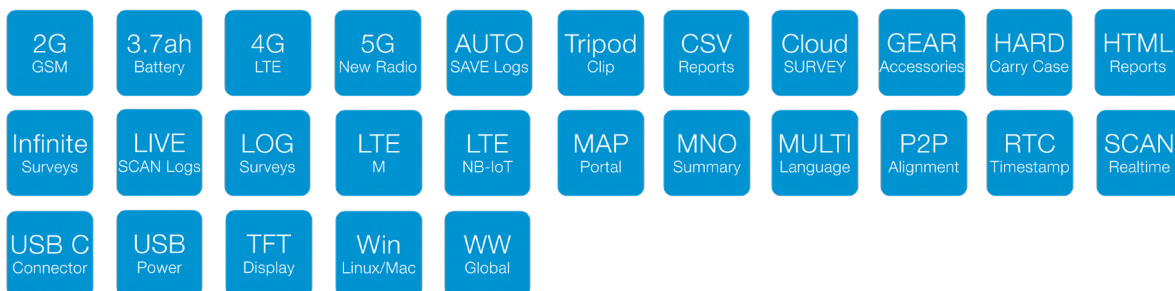 2G
GSM
3.7ah
Battery
4G
LTE
5G
New Radio
AUTO
SAVE Logs
Tripod
Clip
CSV
Reports
Cloud
SURVEY
GEAR
Accessories
HARD
Carry Case
HTML
Reports
Infinite
Surveys
LIVE
SCAN Logs
LOG
Surveys
LTE
M
LTE
NB-IoT
MAP
Portal
MNO
Summary
MULTI
Language
P2P
Alignment
RTC
Timestamp
SCAN
Realtime
USB C
Connector
USB
Power
TFT
Display
Win
Linux/Mac
WW
Global